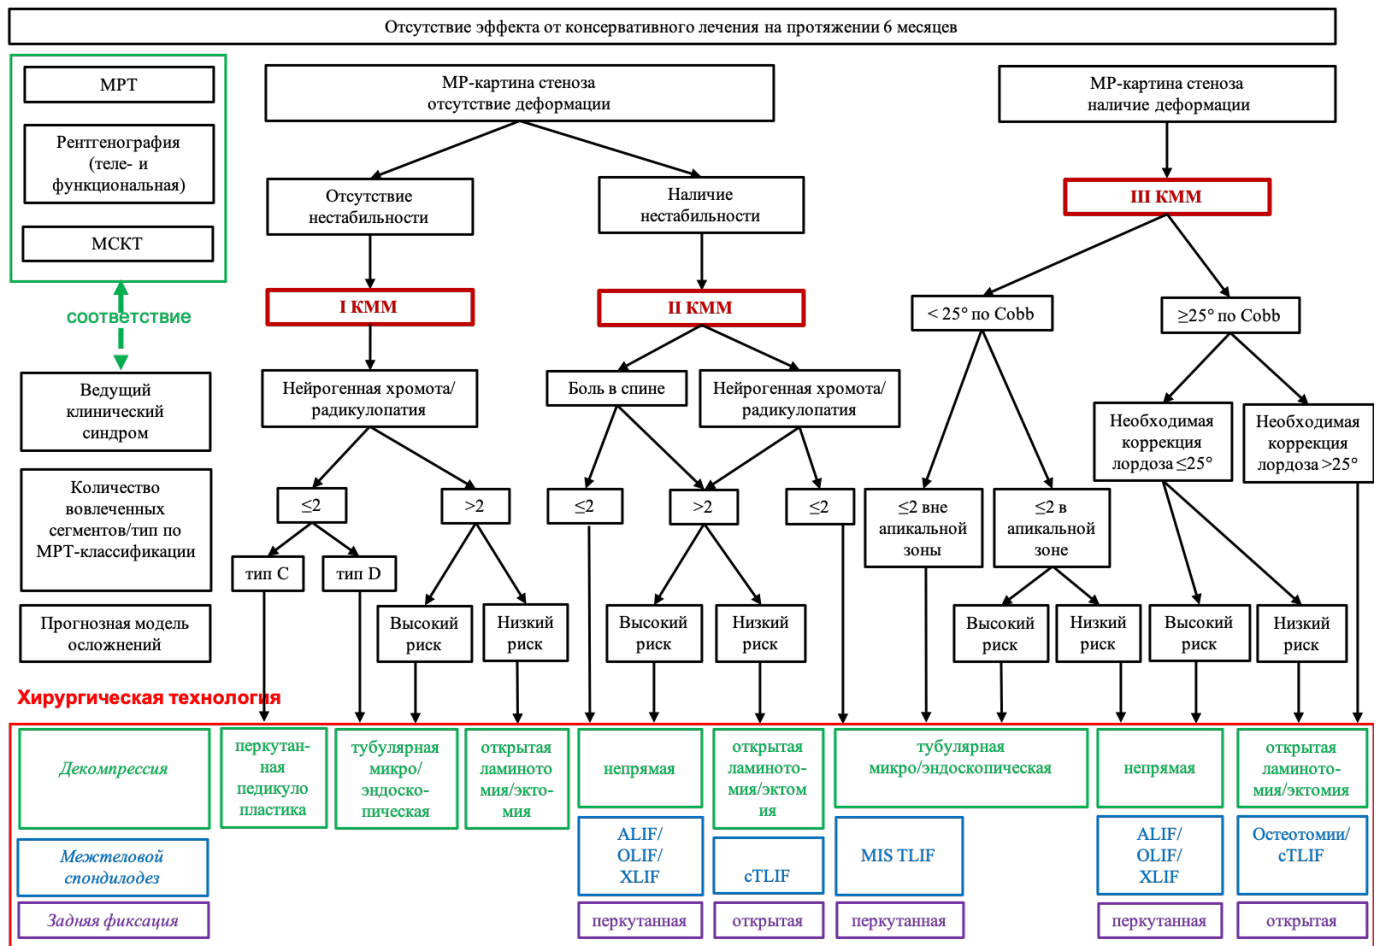 Отсутствие эффекта от консервативного лечения на протяжении 6 месяцев
МРТ
Рентгенография
(теле- и
функциональная)
МСКТ
соответствие
МР-картина стеноза
отсутствие деформации
МР-картина стеноза
наличие деформации
Отсутствие
нестабильности
Наличие
нестабильности
III КММ
I КММ
II КММ
< 25° по Cobb
≥25° по Cobb
Ведущий
клинический
синдром
Нейрогенная хромота/
радикулопатия
Боль в спине
Нейрогенная хромота/
радикулопатия
Необходимая
коррекция
лордоза ≤25°
Необходимая
коррекция
лордоза >25°
Количество
вовлеченных
сегментов/тип по
МРТ-классификации
≤2
>2
≤2
>2
≤2
≤2 вне
апикальной
зоны
≤2 в
апикальной
зоне
тип C
тип D
Прогнозная модель
осложнений
Высокий
риск
Низкий
риск
Высокий
риск
Низкий
риск
Высокий
риск
Низкий
риск
Высокий
риск
Низкий
риск
Хирургическая технология
Декомпрессия
перкутан-
ная
педикуло
пластика
тубулярная
микро/
эндоско-
пическая
открытая
ламиното
мия/экто-
мия
непрямая
открытая
ламиното-
мия/эктом
ия
тубулярная
микро/эндоскопическая
непрямая
открытая
ламиното-
мия/эктомия
Межтеловой
спондилодез
ALIF/
OLIF/
XLIF
cTLIF
MIS TLIF
ALIF/
OLIF/
XLIF
Остеотомии/
cTLIF
Задняя фиксация
перкутанная
открытая
перкутанная
перкутанная
открытая